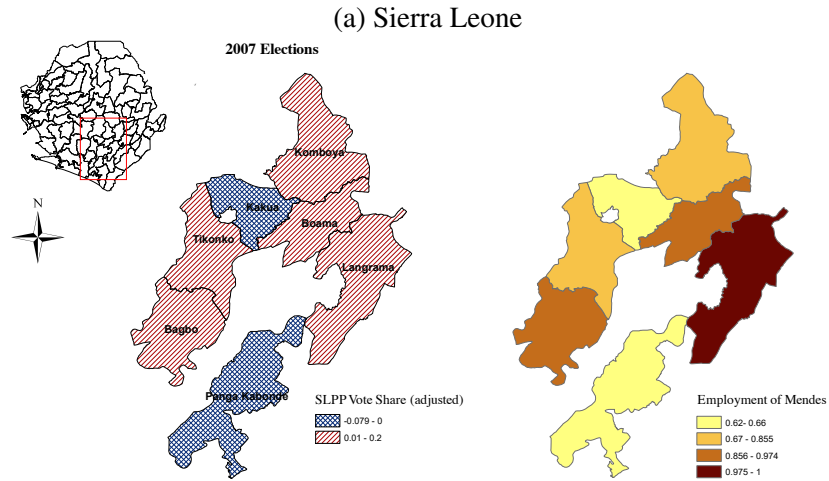 (a) Sierra Leone
2007 Elections
N
Komboya
Kakua
Boama
Tikonko
Langrama
Bagbo
Panga Kabonde
SLPP Vote Share (adjusted)
-0.079 - 0
0.01 - 0.2
Employment of Mendes
0.62- 0.66
0.67 - 0.855
0.856 - 0.974
0.975 - 1